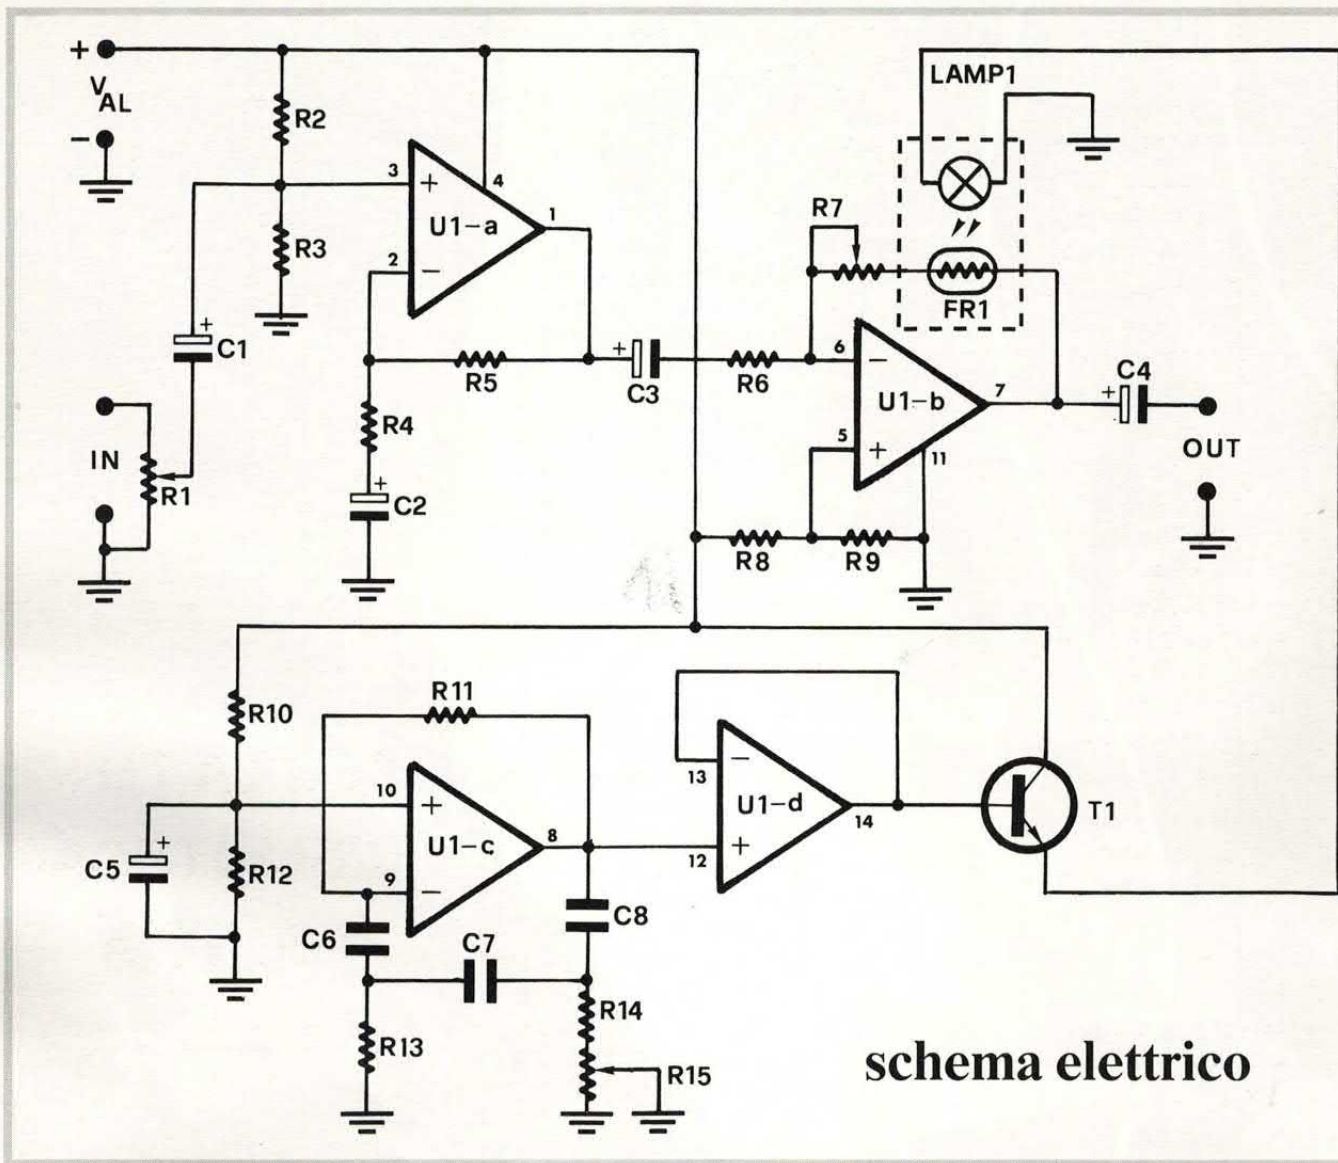 +
V
AL
−
R2
R3
3
+
4
U1-a
1
2
−
+
C1
IN
R1
R5
R4
+
C2
+
C3
R6
R7
LAMP1
FR1
6
−
U1-b
7
5
+
11
+
C4
OUT
R8
R9
R10
R11
10
+
U1-c
8
9
−
+
C5
R12
C6
C7
C8
R13
R14
R15
13
−
U1-d
14
12
+
T1
schema elettrico